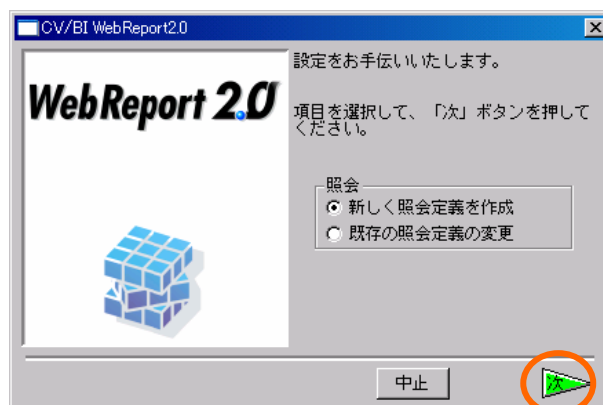 CV/BI WebReport2.0
設定をお手伝いいたします。
WebReport 2.0
項目を選択して、「次」ボタンを押して
ください。
照会
新しく照会定義を作成
既存の照会定義の変更
中止
次